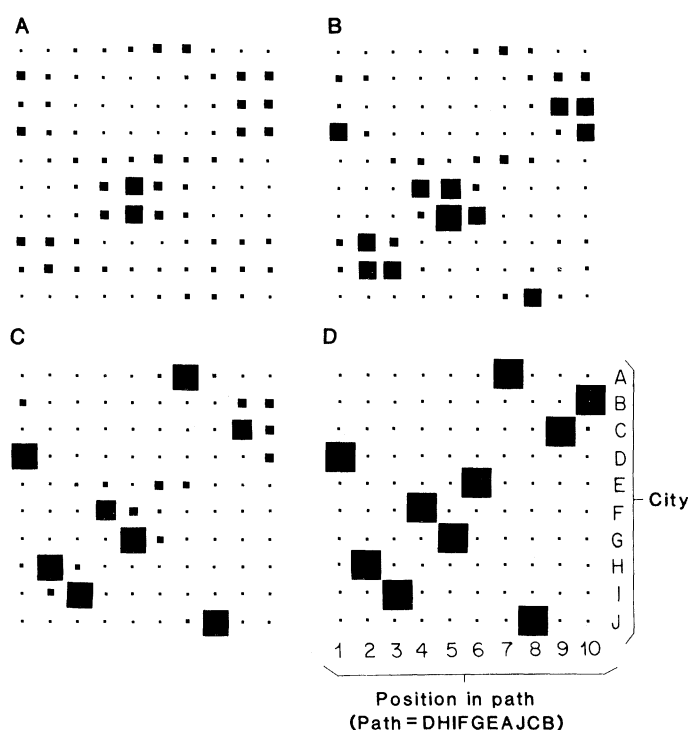 A
B
C
D
A
B
C
D
E
F
G
H
I
J
City
1 2 3 4 5 6 7 8 9 10
Position in path
(Path=DHIFGEAJCB)